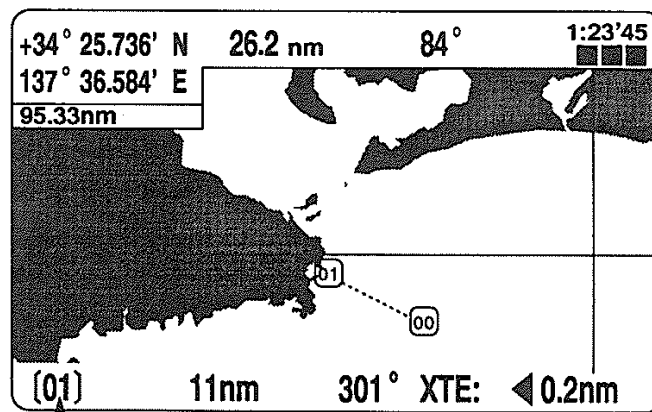 +34° 25.736' N 26.2 nm 84° 1:23'45
137° 36.584' E
95.33nm
01
00
(01) 11nm 301° XTE: ◀0.2nm